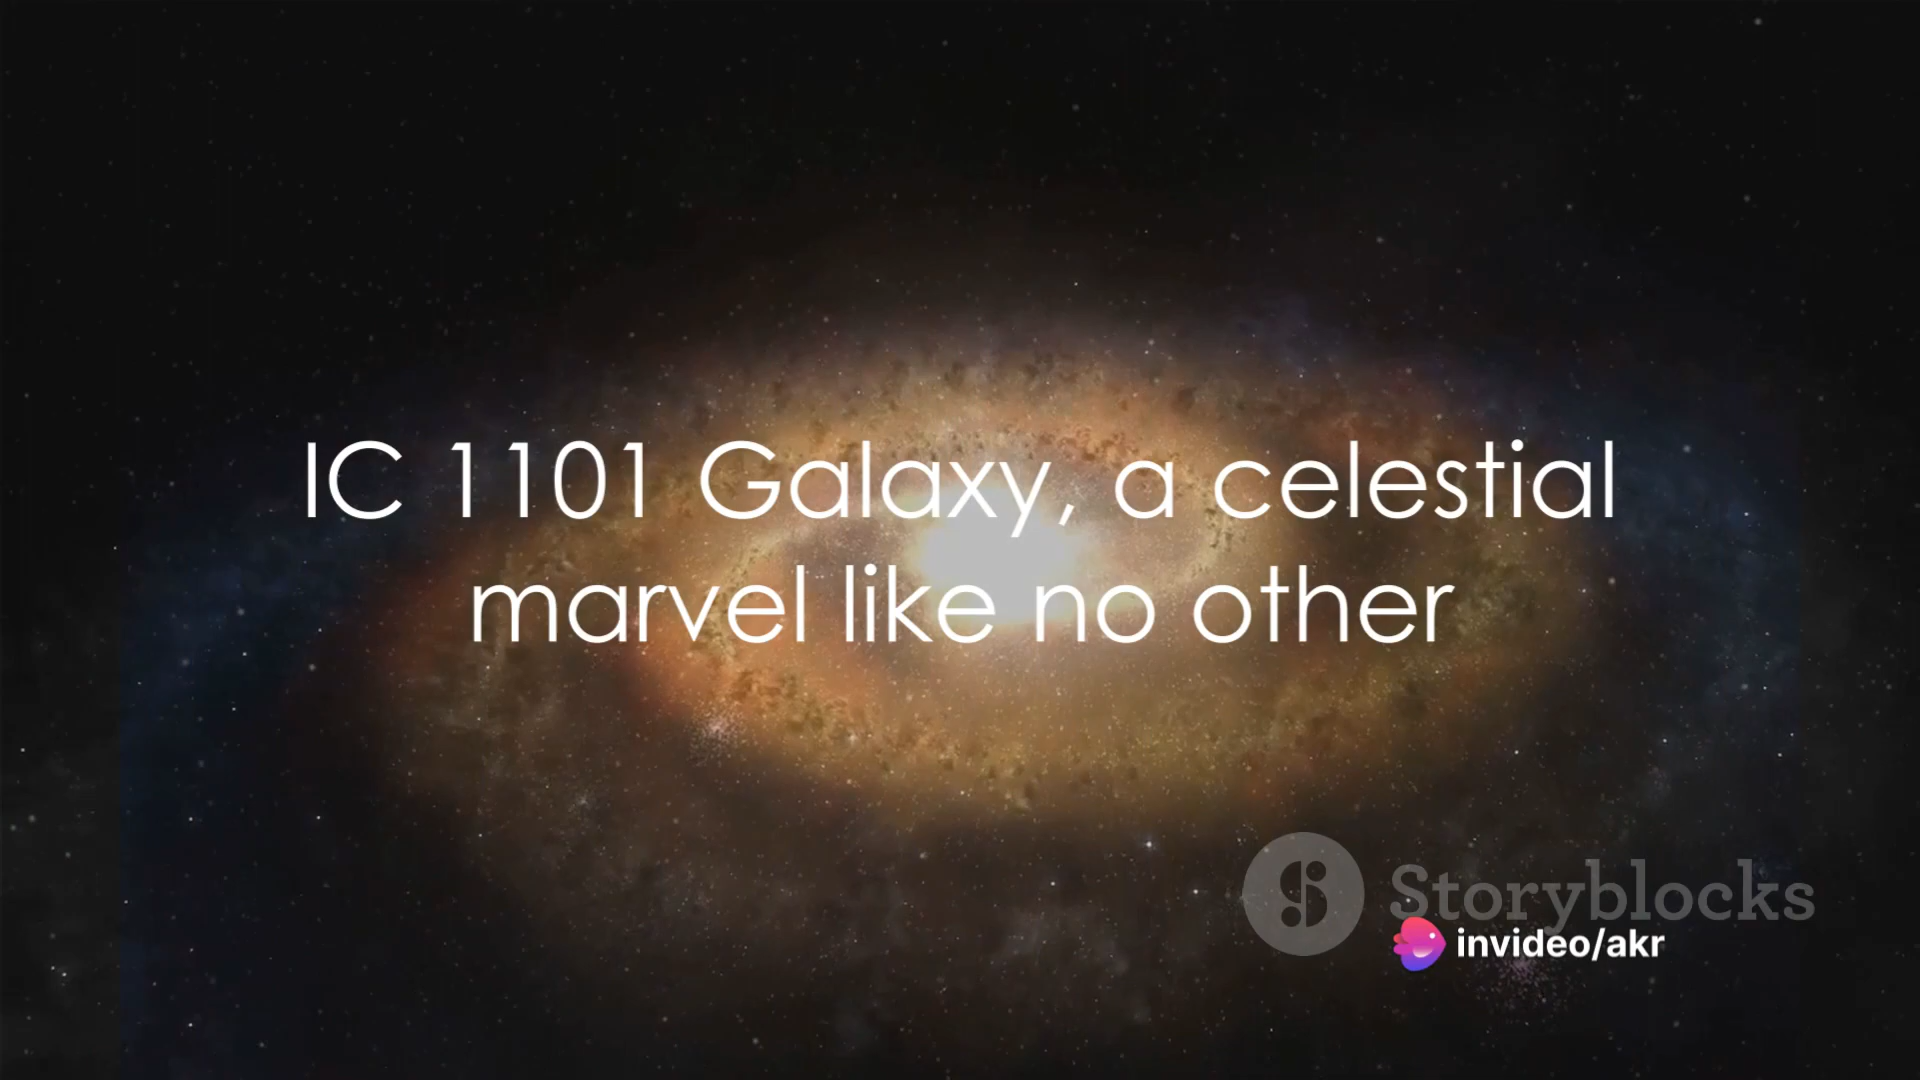 IC 1101 Galaxy, a celestial
marvel like no other
Storyblocks
invideo/akr